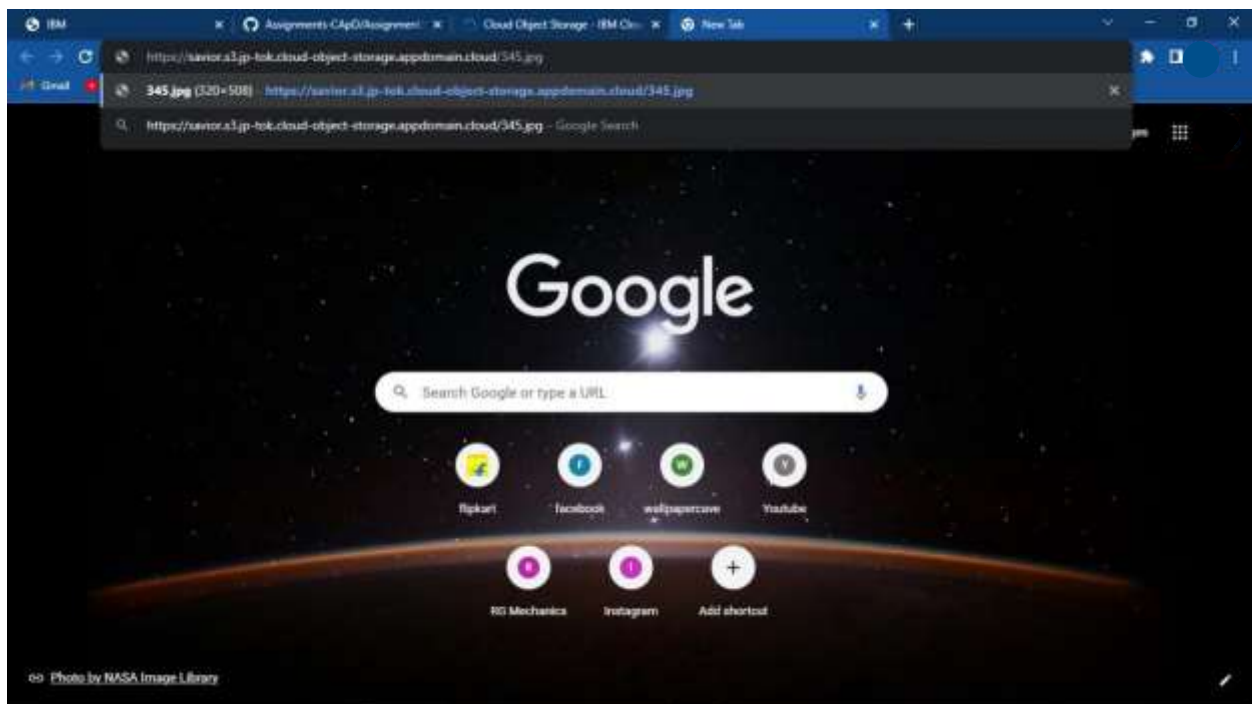 IBM
Assignments-CApD/Assignment
Cloud Object Storage - IBM Clou
New Tab
https://savior.s3.jp-tok.cloud-object-storage.appdomain.cloud/345.jpg
Gmail
345.jpg (320×508) - https://savior.s3.jp-tok.cloud-object-storage.appdomain.cloud/345.jpg
https://savior.s3.jp-tok.cloud-object-storage.appdomain.cloud/345.jpg - Google Search
Google
Search Google or type a URL
flipkart
facebook
wallpapercave
Youtube
RG Mechanics
Instagram
Add shortcut
Photo by NASA Image Library